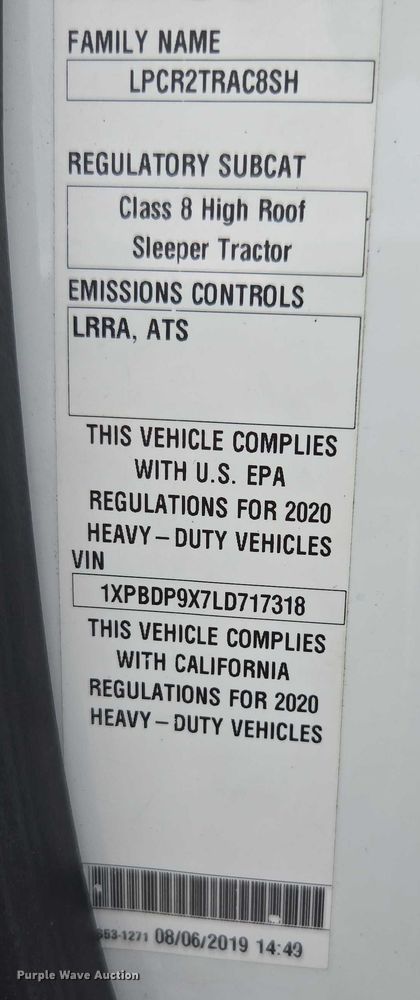 FAMILY NAME
LPCR2TRAC8SH
REGULATORY SUBCAT
Class 8 High Roof
Sleeper Tractor
EMISSIONS CONTROLS
LRRA, ATS
THIS VEHICLE COMPLIES
WITH U.S. EPA
REGULATIONS FOR 2020
HEAVY–DUTY VEHICLES
VIN
1XPBDP9X7LD717318
THIS VEHICLE COMPLIES
WITH CALIFORNIA
REGULATIONS FOR 2020
HEAVY–DUTY VEHICLES
08/06/2019 14:49
Purple Wave Auction